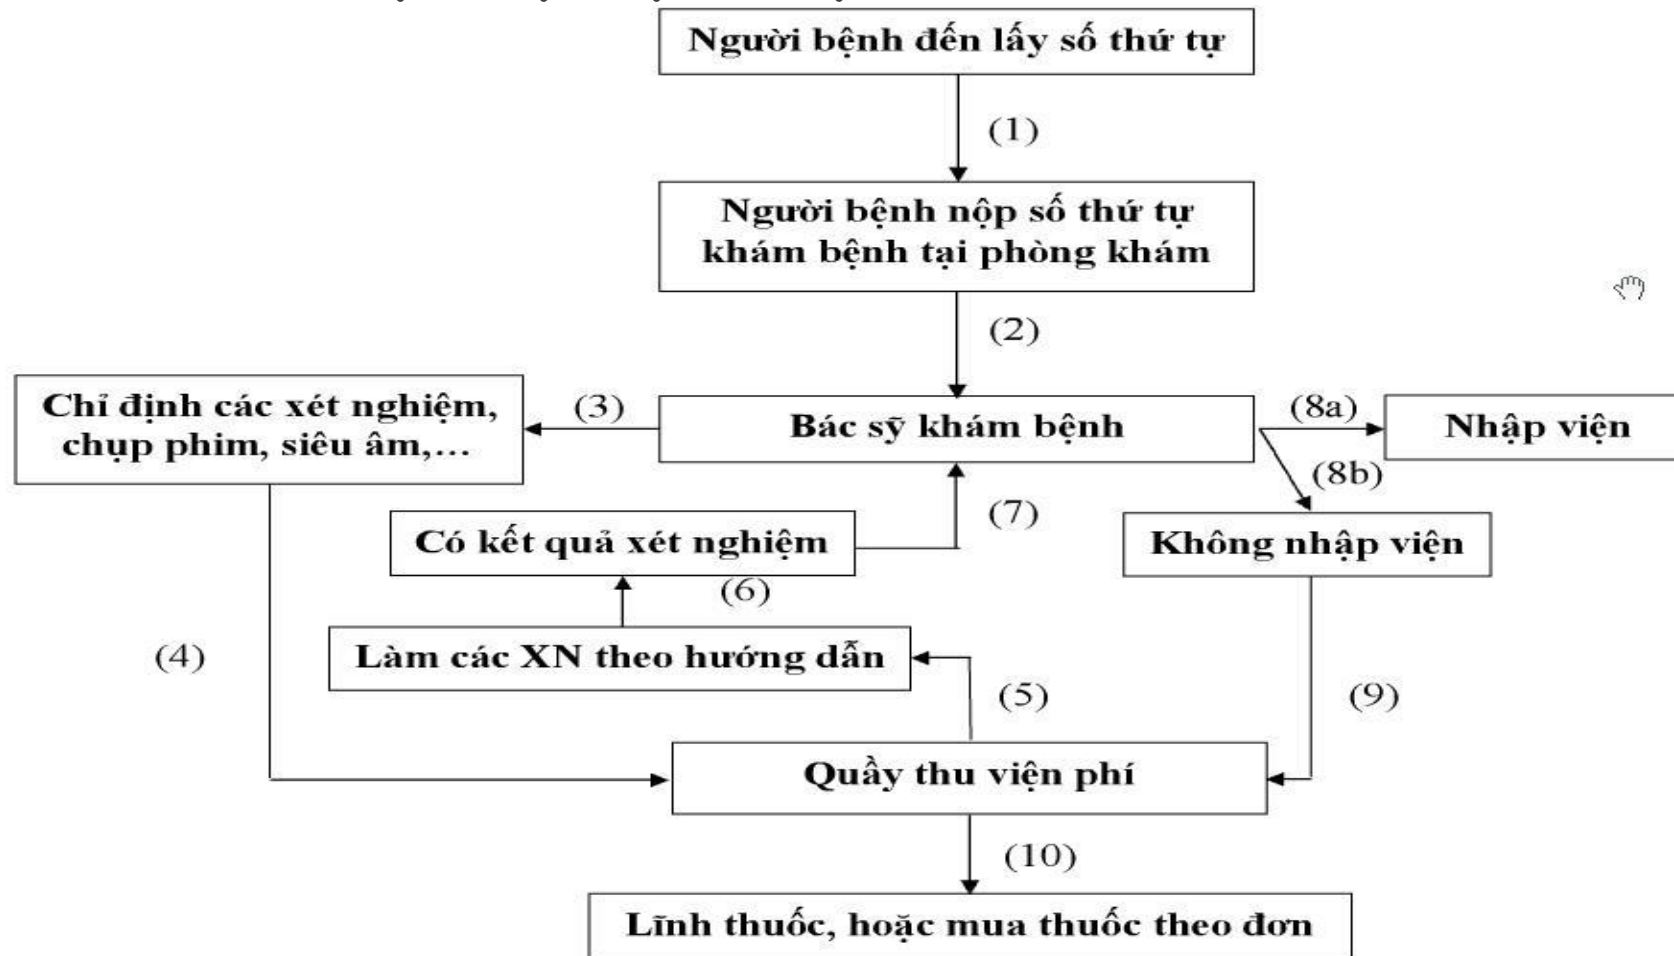 Người bệnh đến lấy số thứ tự
(1)
Người bệnh nộp số thứ tự
khám bệnh tại phòng khám
(2)
Chỉ định các xét nghiệm,
chụp phim, siêu âm,...
(3)
Bác sỹ khám bệnh
(8a)
Nhập viện
(8b)
Không nhập viện
(7)
Có kết quả xét nghiệm
(6)
Làm các XN theo hướng dẫn
(4)
(5)
(9)
Quầy thu viện phí
(10)
Lĩnh thuốc, hoặc mua thuốc theo đơn